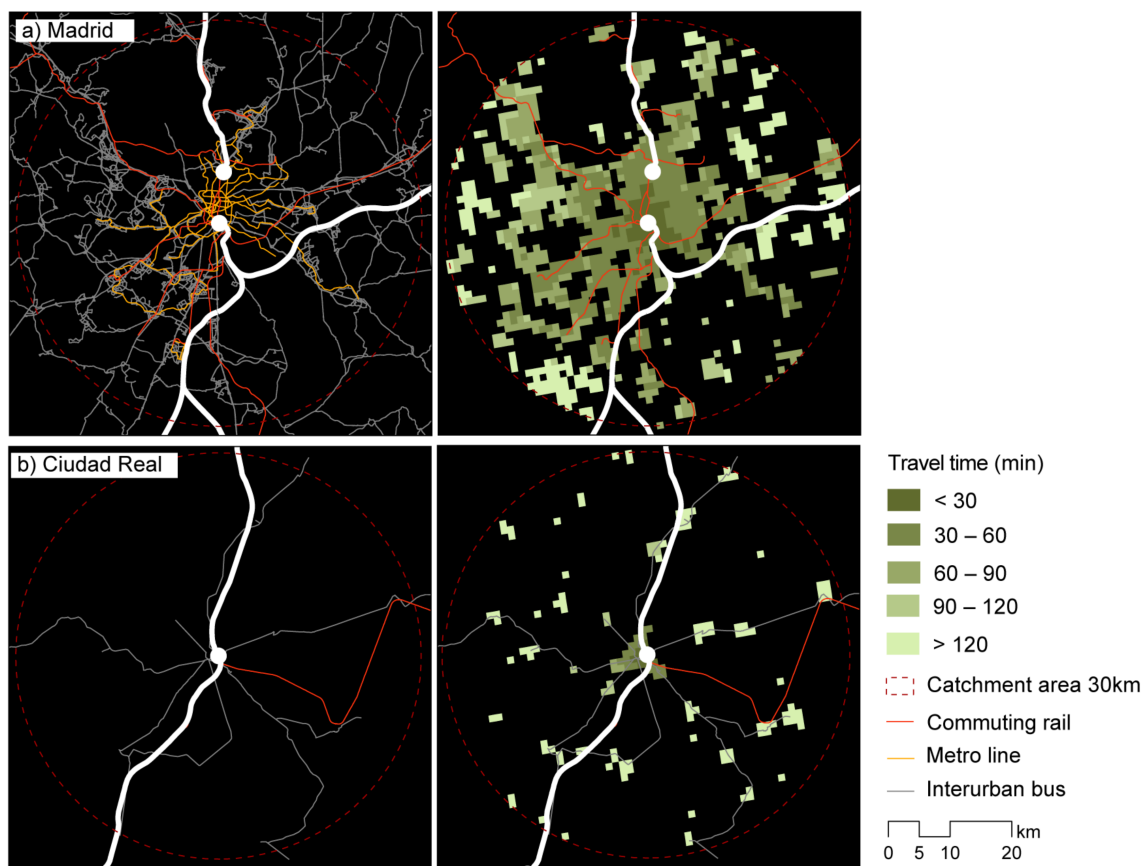 a) Madrid
b) Ciudad Real
Travel time (min)
< 30
30 – 60
60 – 90
90 – 120
> 120
Catchment area 30km
Commuting rail
Metro line
Interurban bus
km
0 5 10 20